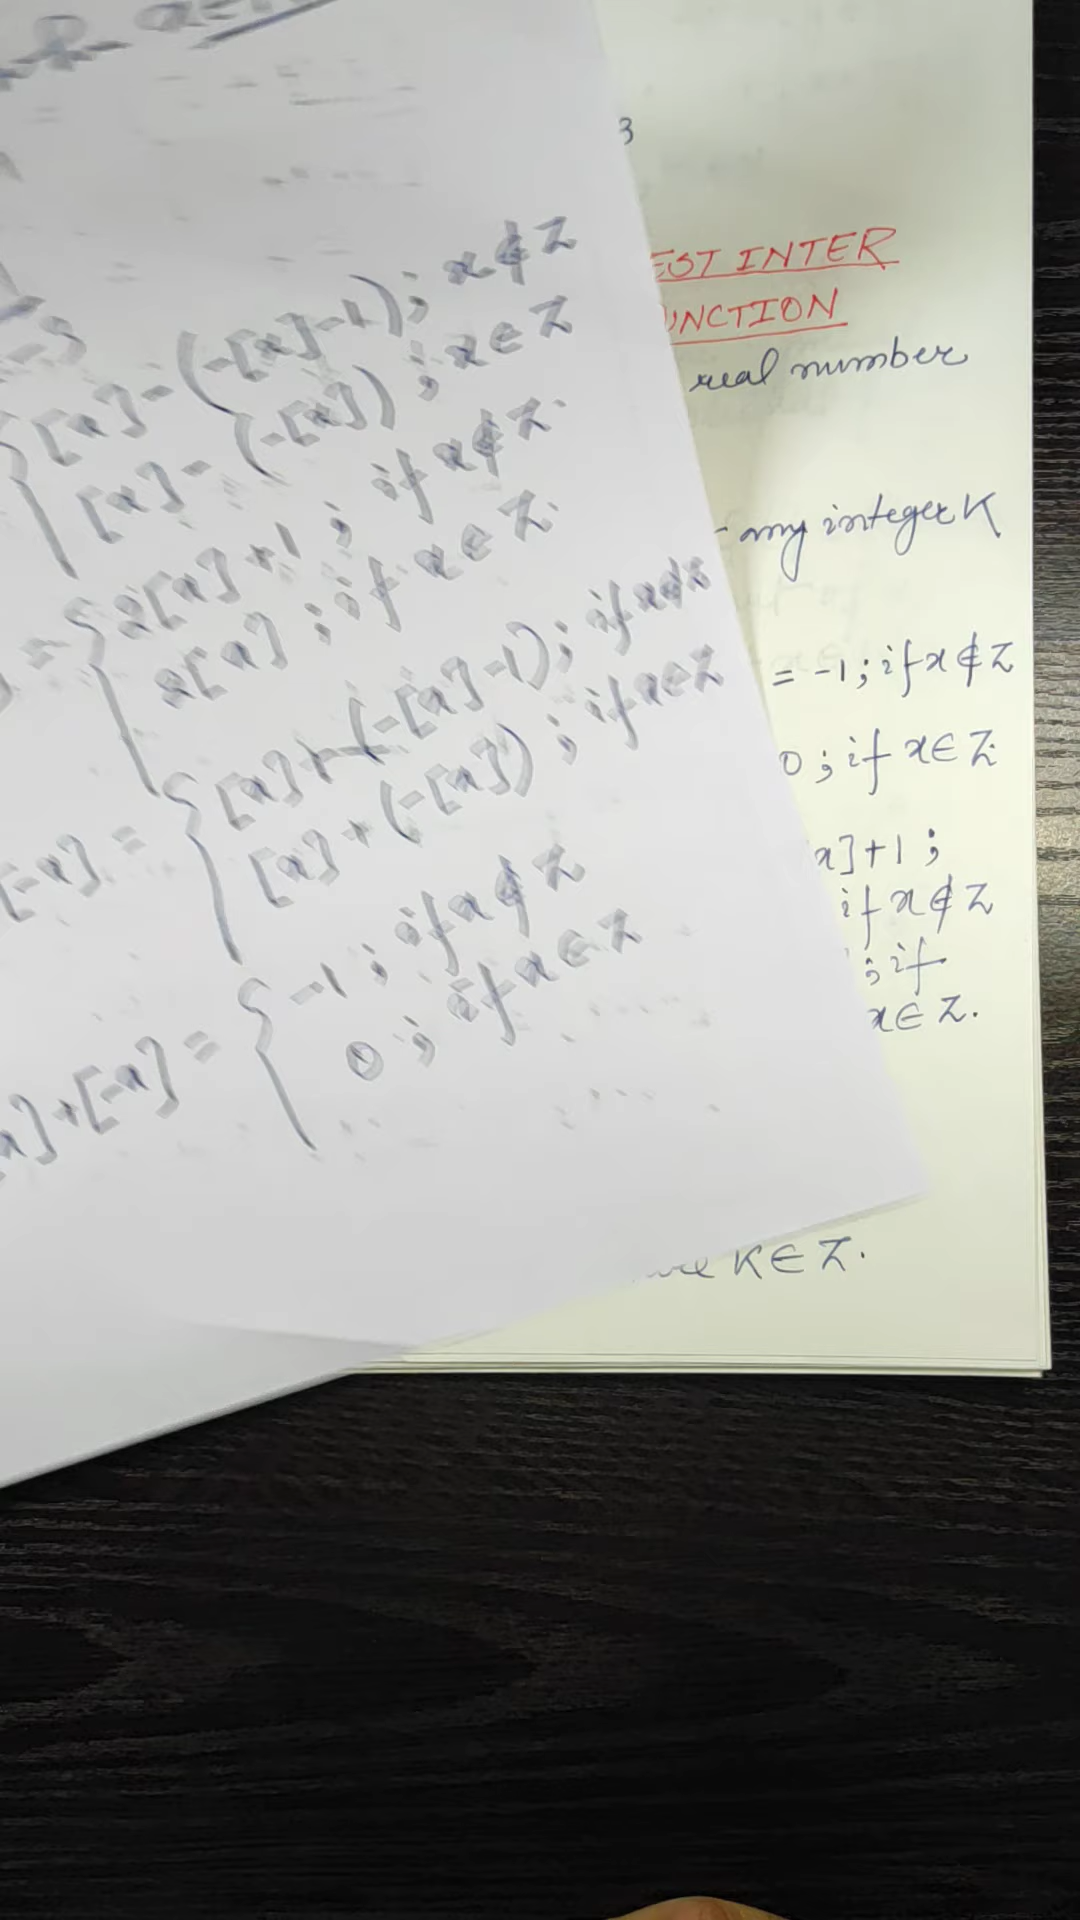 [x]-(-[x]-1); x∉Z
[x]-(-[x]); x∈Z
= 2[x]+1; if x∉Z.
2[x]; if x∈Z.
[-x] = [x]+(-[x]-1); if x∉Z
[x]+(-[x]); if x∈Z
x]+[-x] = -1; if x∉Z
0; if x∈Z
3
EST INTER
UNCTION
real number
- any integer K
= -1; if x∉Z
0; if x∈Z.
x]+1;
if x∉Z
; if
x∈Z.
K∈Z.